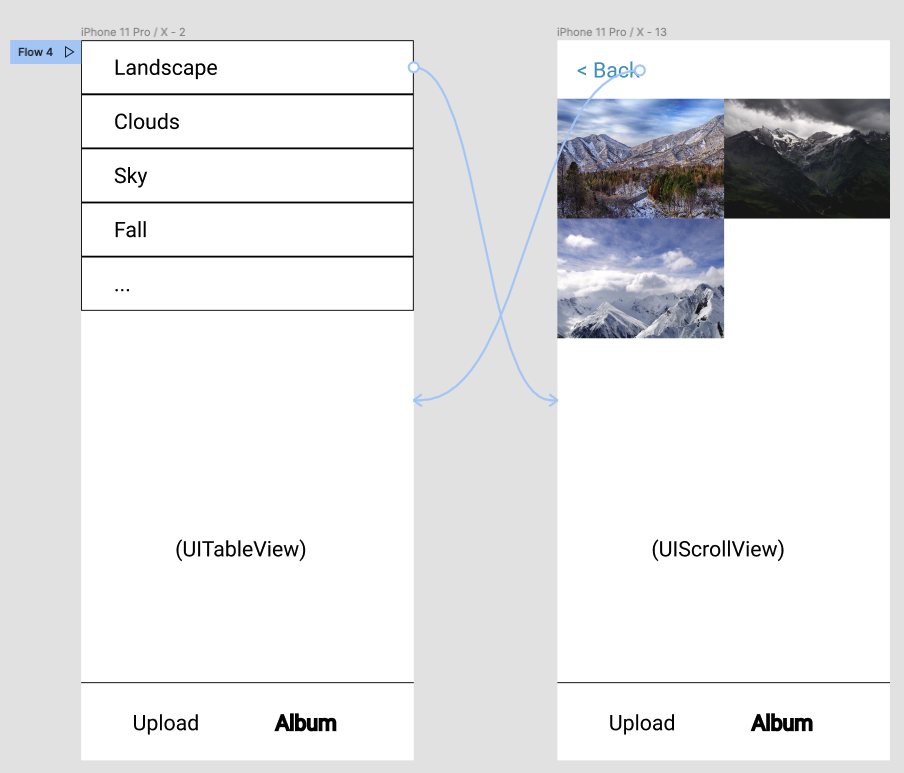 iPhone 11 Pro / X - 2
Flow 4
Landscape
Clouds
Sky
Fall
...
(UITableView)
Upload Album
iPhone 11 Pro / X - 13
< Back
(UIScrollView)
Upload Album